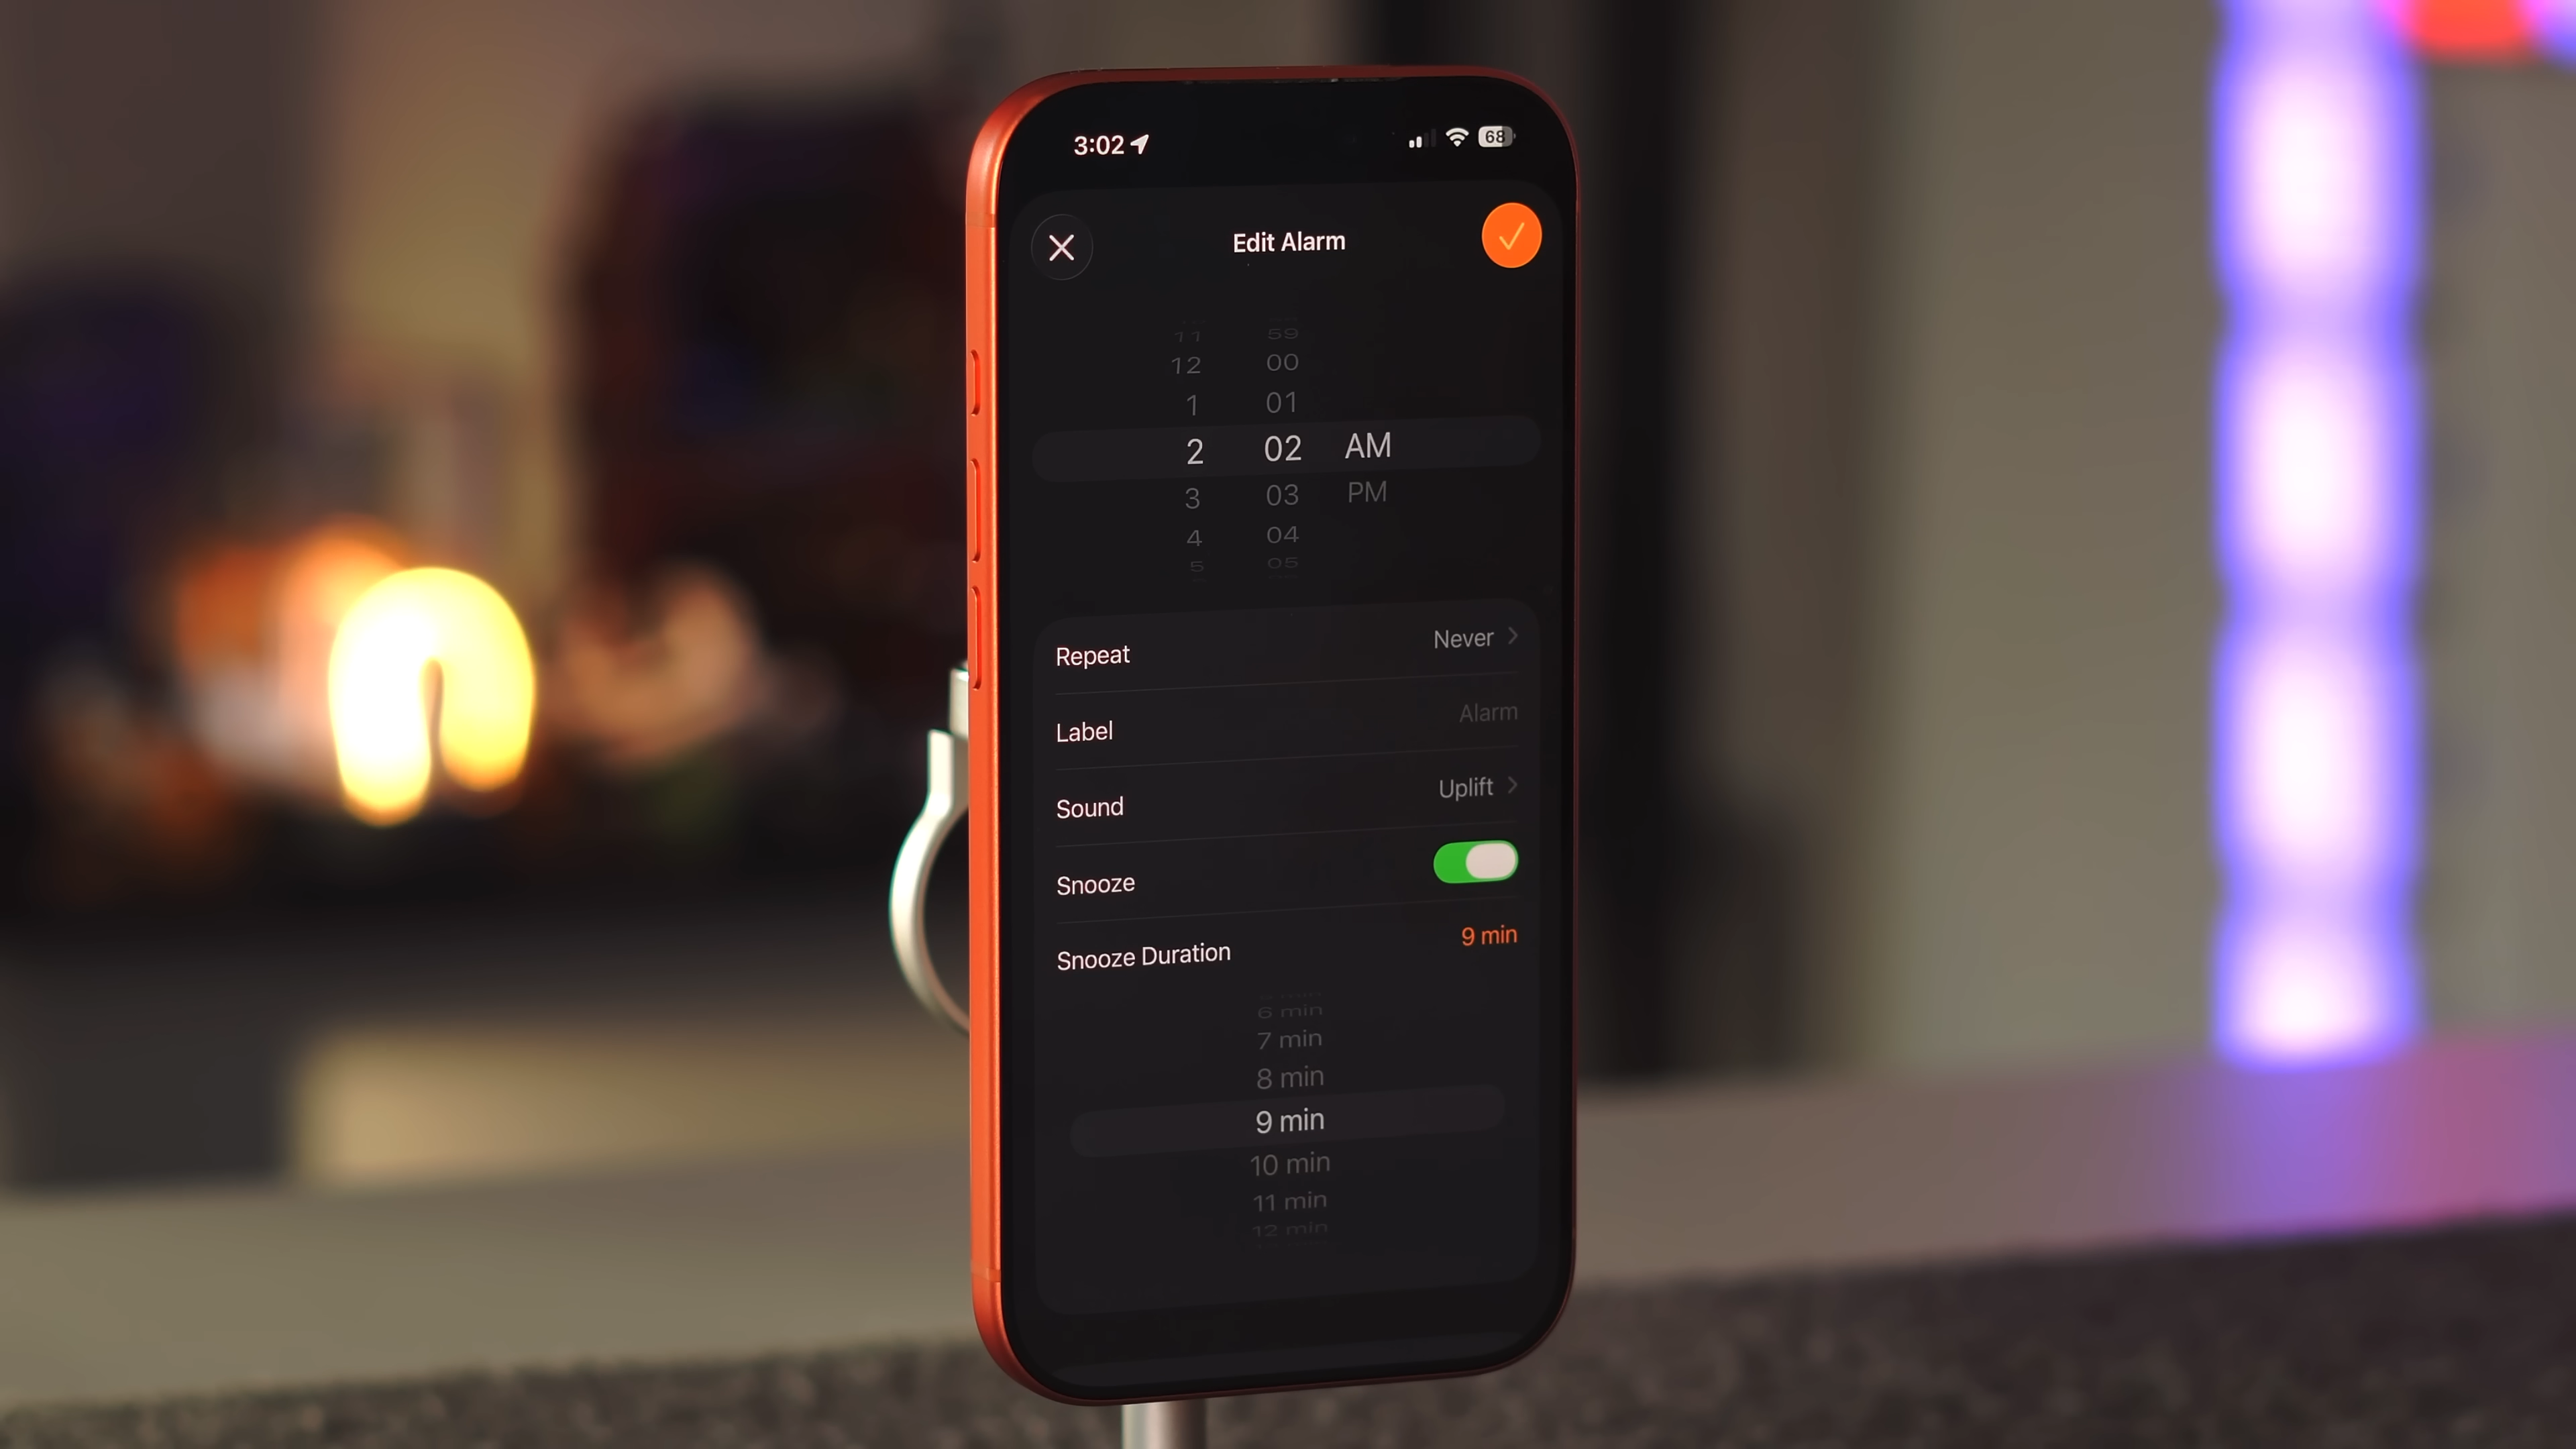 3:02 68
Edit Alarm
11 59
12 00
1 01
2 02 AM
3 03 PM
4 04
5 05
Repeat Never
Label Alarm
Sound Uplift
Snooze
Snooze Duration 9 min
6 min
7 min
8 min
9 min
10 min
11 min
12 min